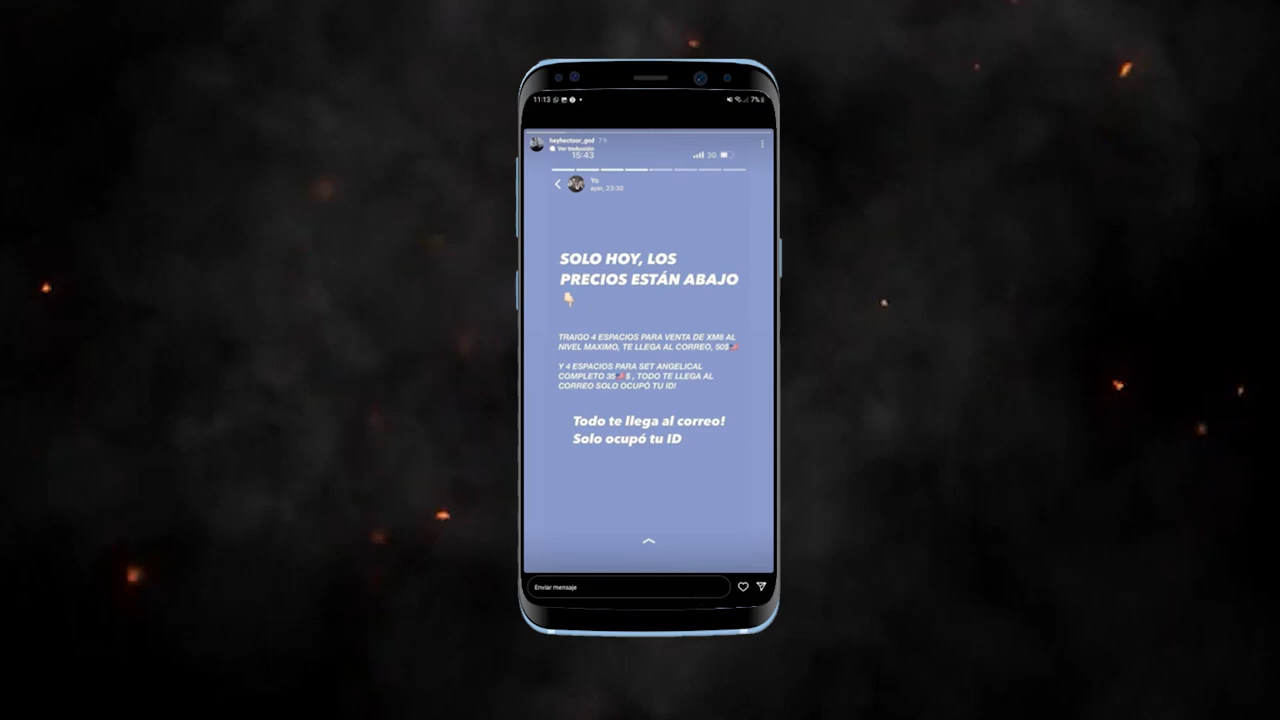 11:13
7%
heyhectoor_god 7 h
Ver traducción
15:43
3G
Yo
ayer, 23:30
SOLO HOY, LOS
PRECIOS ESTÁN ABAJO
👇🏻
TRAIGO 4 ESPACIOS PARA VENTA DE XM8 AL
NIVEL MAXIMO, TE LLEGA AL CORREO, 50$🇺🇸
Y 4 ESPACIOS PARA SET ANGELICAL
COMPLETO 35🇺🇸$ , TODO TE LLEGA AL
CORREO SOLO OCUPÓ TU ID!
Todo te llega al correo!
Solo ocupó tu ID
Enviar mensaje